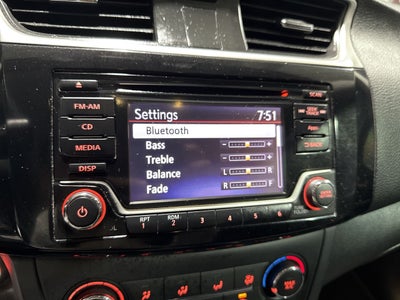 SCAN
FM·AM
CD
MEDIA
DISP
Settings 7:51
Bluetooth
Bass - +
Treble - +
Balance L R
Fade R F
SEEK
TRACK
Apps
BACK
RPT
1
RDM
2
3
4
5
6